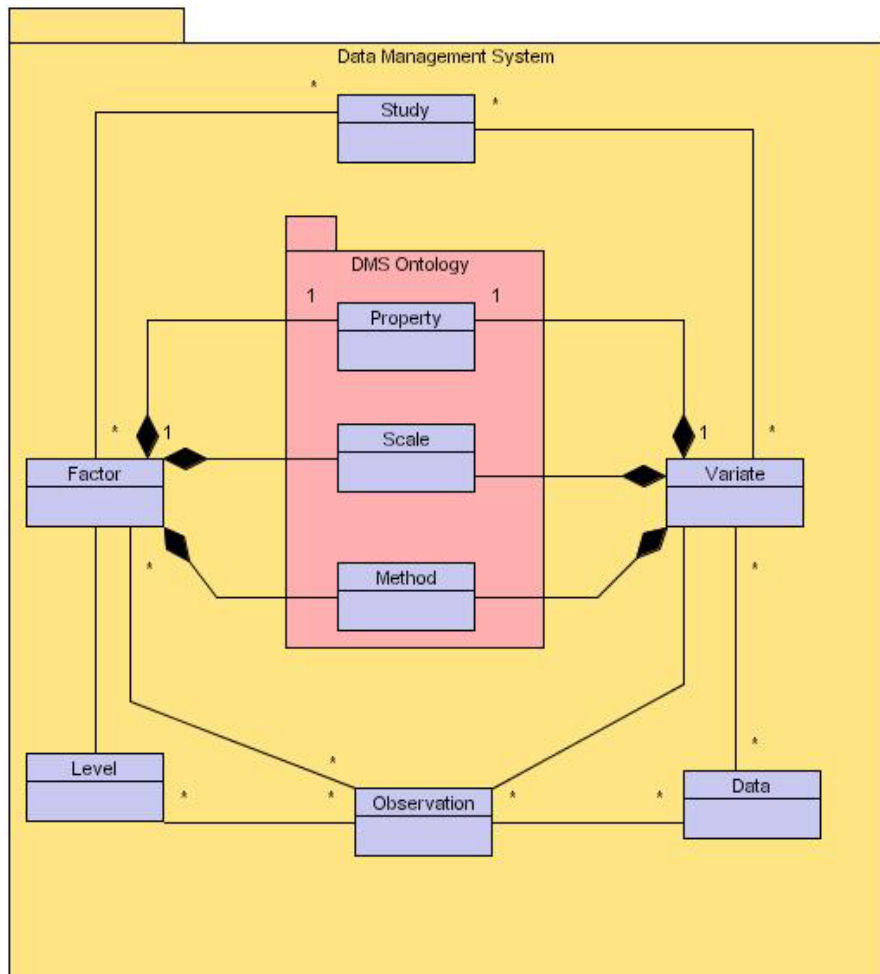 Data Management System
*
Study
*
DMS Ontology
1
Property
1
*
1
Scale
1
*
Factor
Variate
*
Method
*
*
*
Level
Data
*
*
Observation
*
*